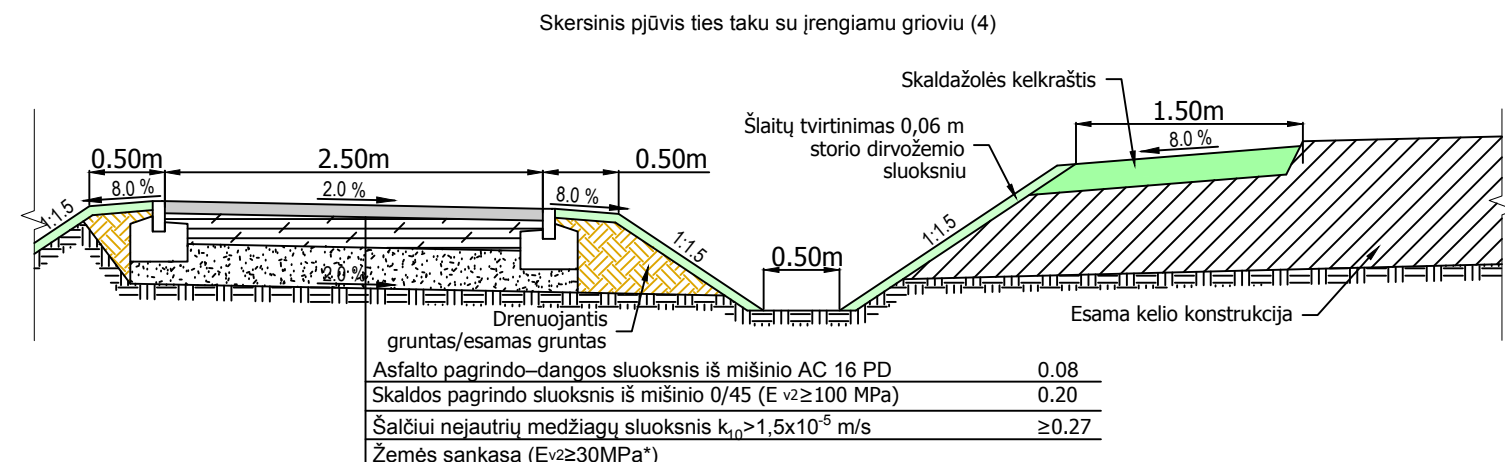 Skersinis pjūvis ties taku su įrengiamu grioviu (4)
Skaldažolės kelkraštis
1.50m
8.0 %
Šlaitų tvirtinimas 0,06 m
storio dirvožemio
sluoksniu
0.50m
2.50m
0.50m
8.0 %
2.0 %
8.0 %
1:1.5
1:1.5
1:1.5
0.50m
2.0 %
Drenuojantis
gruntas/esamas gruntas
Esama kelio konstrukcija
Asfalto pagrindo–dangos sluoksnis iš mišinio AC 16 PD 0.08
Skaldos pagrindo sluoksnis iš mišinio 0/45 (E v2≥100 MPa) 0.20
Šalčiui nejautrių medžiagų sluoksnis k10>1,5x10-5 m/s ≥0.27
Žemės sankasa (Ev2≥30MPa*)